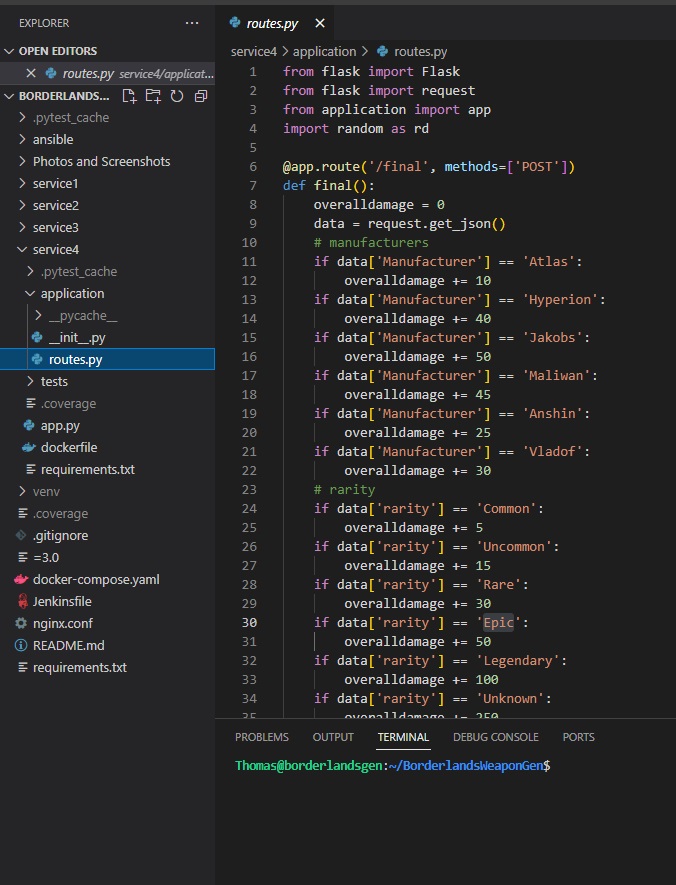 EXPLORER ...
OPEN EDITORS
routes.py service4/applicat...
BORDERLANDS...
.pytest_cache
ansible
Photos and Screenshots
service1
service2
service3
service4
.pytest_cache
application
__pycache__
__init__.py
routes.py
tests
.coverage
app.py
dockerfile
requirements.txt
venv
.coverage
.gitignore
=3.0
docker-compose.yaml
Jenkinsfile
nginx.conf
README.md
requirements.txt
routes.py
service4 > application > routes.py
1 from flask import Flask
2 from flask import request
3 from application import app
4 import random as rd
5
6 @app.route('/final', methods=['POST'])
7 def final():
8     overalldamage = 0
9     data = request.get_json()
10     # manufacturers
11     if data['Manufacturer'] == 'Atlas':
12         overalldamage += 10
13     if data['Manufacturer'] == 'Hyperion':
14         overalldamage += 40
15     if data['Manufacturer'] == 'Jakobs':
16         overalldamage += 50
17     if data['Manufacturer'] == 'Maliwan':
18         overalldamage += 45
19     if data['Manufacturer'] == 'Anshin':
20         overalldamage += 25
21     if data['Manufacturer'] == 'Vladof':
22         overalldamage += 30
23     # rarity
24     if data['rarity'] == 'Common':
25         overalldamage += 5
26     if data['rarity'] == 'Uncommon':
27         overalldamage += 15
28     if data['rarity'] == 'Rare':
29         overalldamage += 30
30     if data['rarity'] == 'Epic':
31         overalldamage += 50
32     if data['rarity'] == 'Legendary':
33         overalldamage += 100
34     if data['rarity'] == 'Unknown':
35         overalldamage += 250
PROBLEMS OUTPUT TERMINAL DEBUG CONSOLE PORTS
Thomas@borderlandsgen:~/BorderlandsWeaponGen$